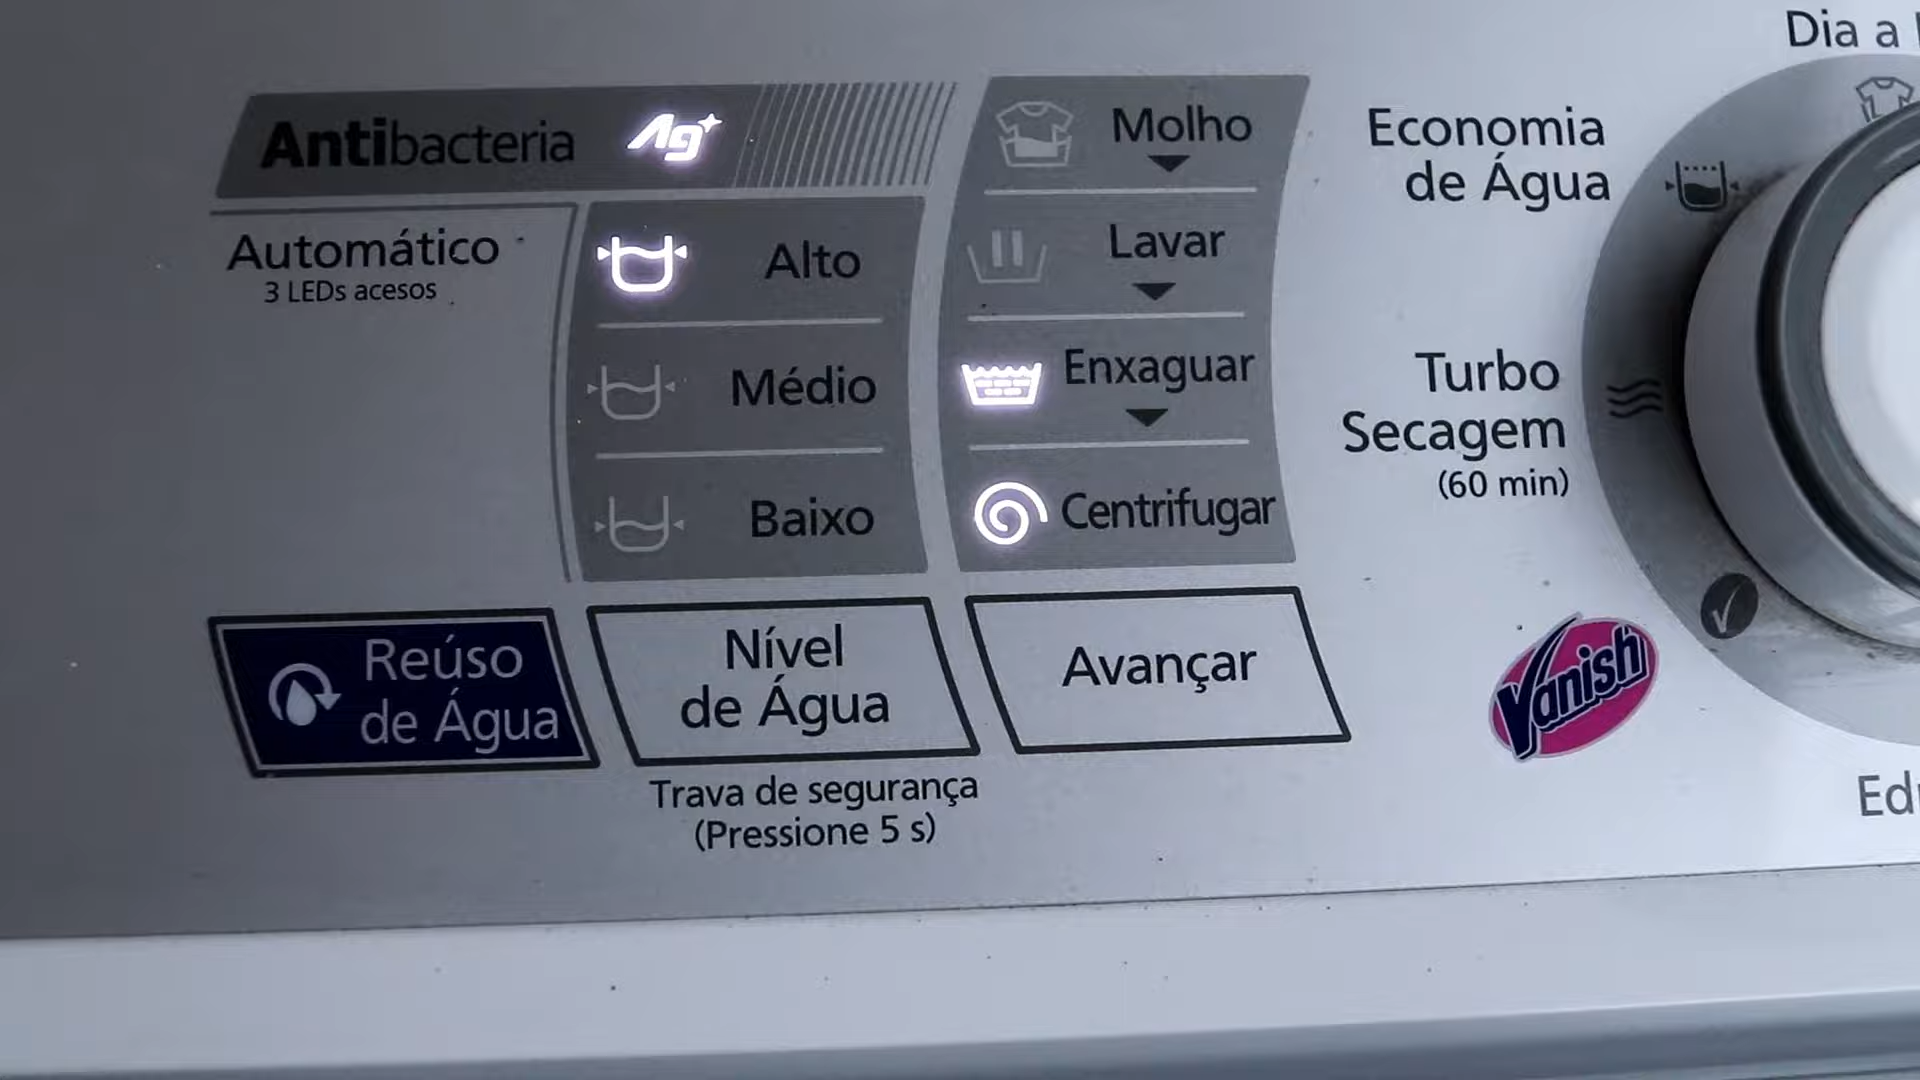 Antibacteria Ag+
Automático
3 LEDs acesos
Alto
Médio
Baixo
Molho
Lavar
Enxaguar
Centrifugar
Reúso
de Água
Nível
de Água
Avançar
Trava de segurança
(Pressione 5 s)
Dia a
Economia
de Água
Turbo
Secagem
(60 min)
Vanish